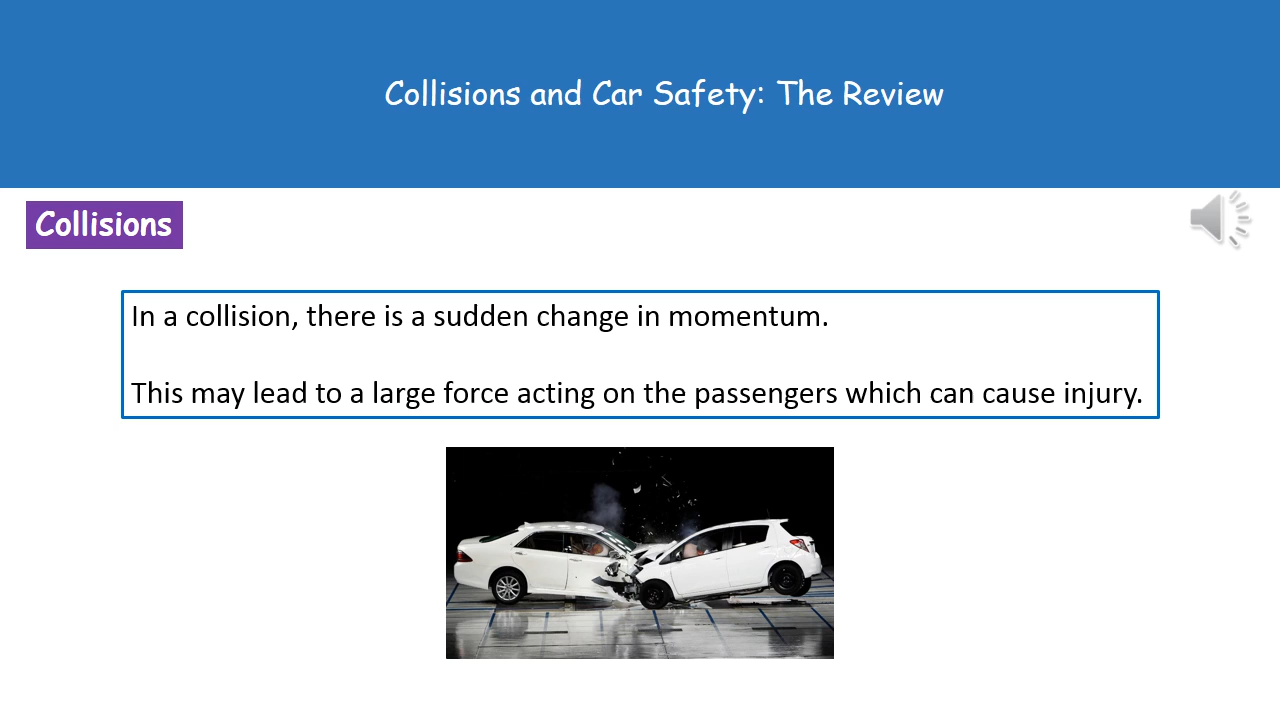 Collisions and Car Safety: The Review
Collisions
In a collision, there is a sudden change in momentum.
This may lead to a large force acting on the passengers which can cause injury.